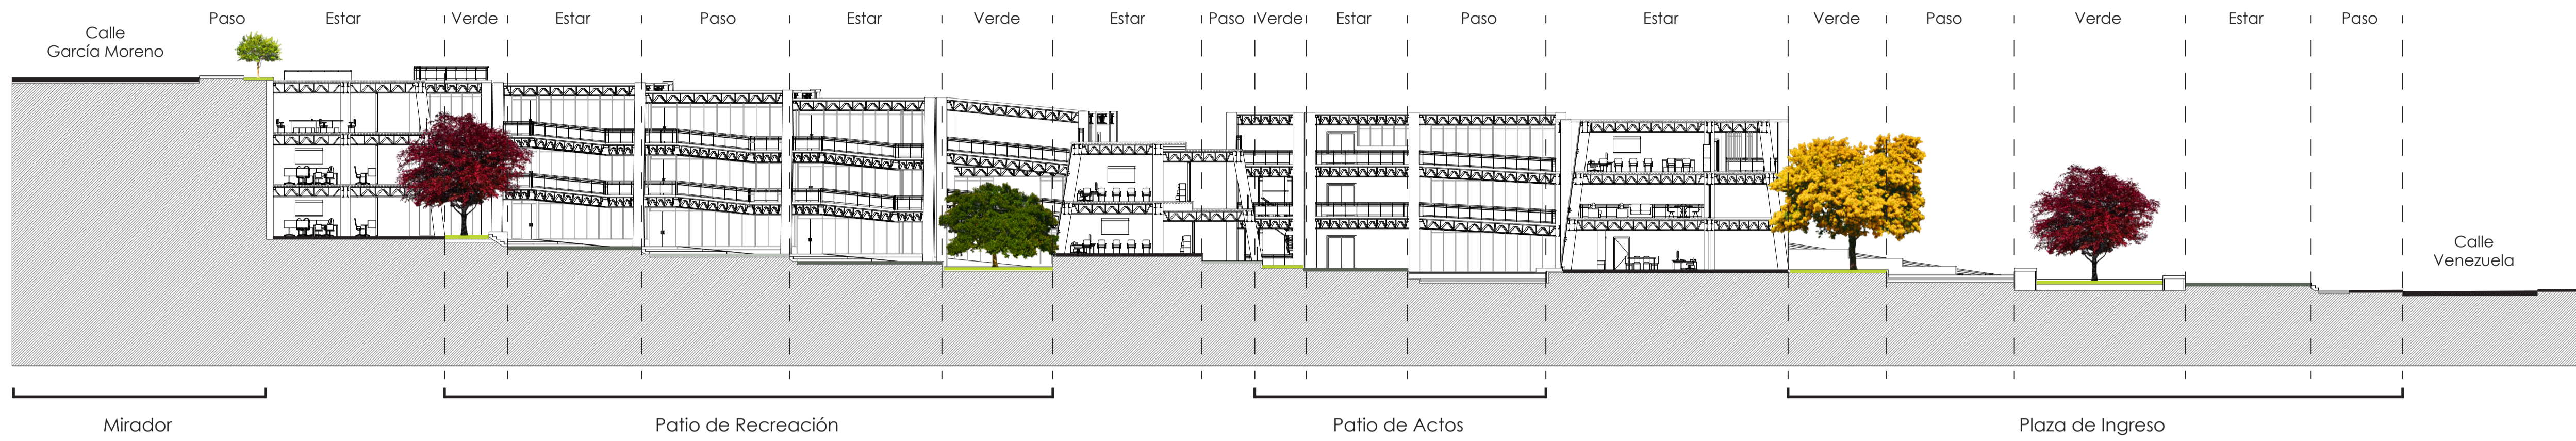 Paso Estar Verde Estar Paso Estar Verde Estar Paso Verde Estar Paso Estar Verde Paso Verde Estar Paso
Calle
García Moreno
Calle
Venezuela
Mirador Patio de Recreación Patio de Actos Plaza de Ingreso